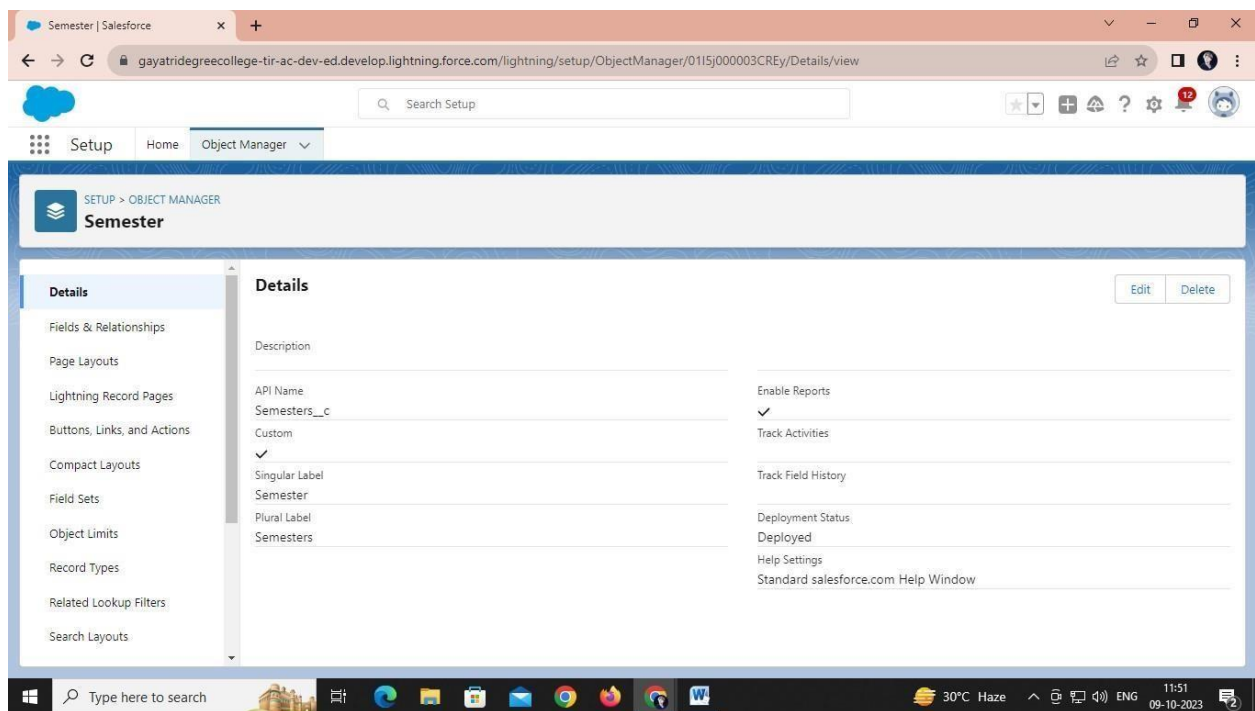 Semester | Salesforce
gayatridegreecollege-tir-ac-dev-ed.develop.lightning.force.com/lightning/setup/ObjectManager/01I5j000003CREy/Details/view
Search Setup
12
Setup
Home
Object Manager
SETUP > OBJECT MANAGER
Semester
Details
Fields & Relationships
Page Layouts
Lightning Record Pages
Buttons, Links, and Actions
Compact Layouts
Field Sets
Object Limits
Record Types
Related Lookup Filters
Search Layouts
Details
Edit
Delete
Description
API Name
Semesters__c
Custom
Singular Label
Semester
Plural Label
Semesters
Enable Reports
Track Activities
Track Field History
Deployment Status
Deployed
Help Settings
Standard salesforce.com Help Window
Type here to search
30°C Haze
ENG
11:51
09-10-2023
2